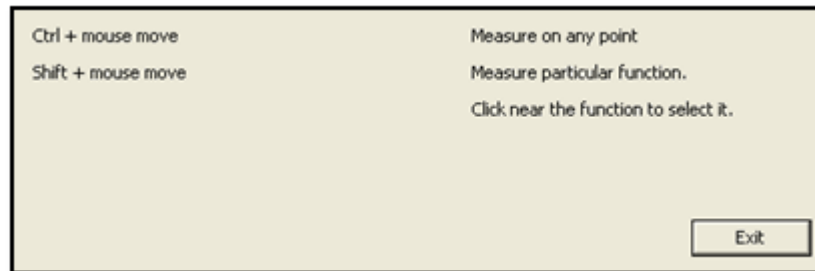 Ctrl + mouse move Measure on any point
Shift + mouse move Measure particular function.
Click near the function to select it.
Exit